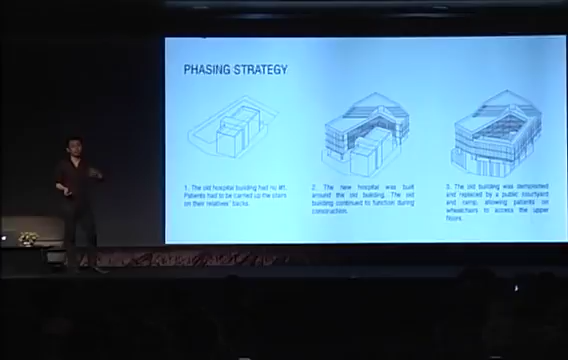 PHASING STRATEGY
1. The old hospital building had no lift.
Patients had to be carried up the stairs
on their relatives' backs.
2. The new hospital was built
around the old building. The old
building continued to function during
construction.
3. The old building was demolished
and replaced by a public courtyard
and ramp, allowing patients on
wheelchairs to access the upper
floors.